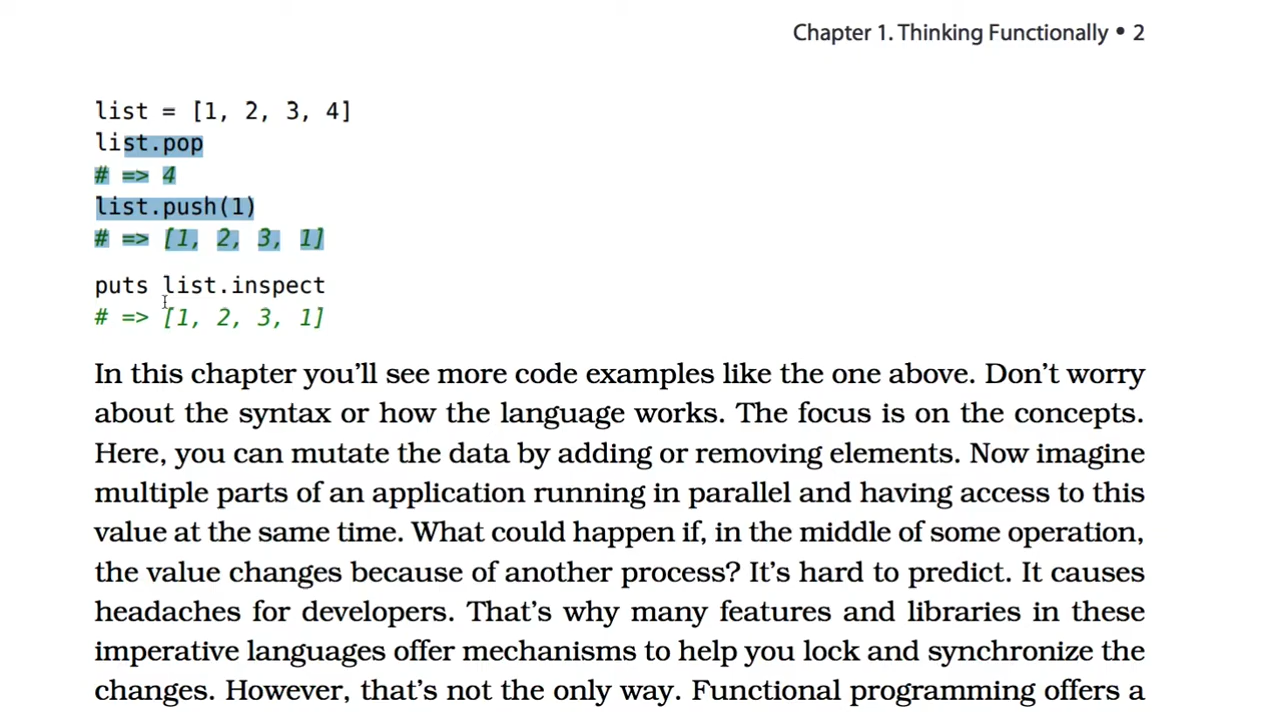 Chapter 1. Thinking Functionally • 2
list = [1, 2, 3, 4]
list.pop
# => 4
list.push(1)
# => [1, 2, 3, 1]
puts list.inspect
# => [1, 2, 3, 1]
In this chapter you’ll see more code examples like the one above. Don’t worry
about the syntax or how the language works. The focus is on the concepts.
Here, you can mutate the data by adding or removing elements. Now imagine
multiple parts of an application running in parallel and having access to this
value at the same time. What could happen if, in the middle of some operation,
the value changes because of another process? It’s hard to predict. It causes
headaches for developers. That’s why many features and libraries in these
imperative languages offer mechanisms to help you lock and synchronize the
changes. However, that’s not the only way. Functional programming offers a